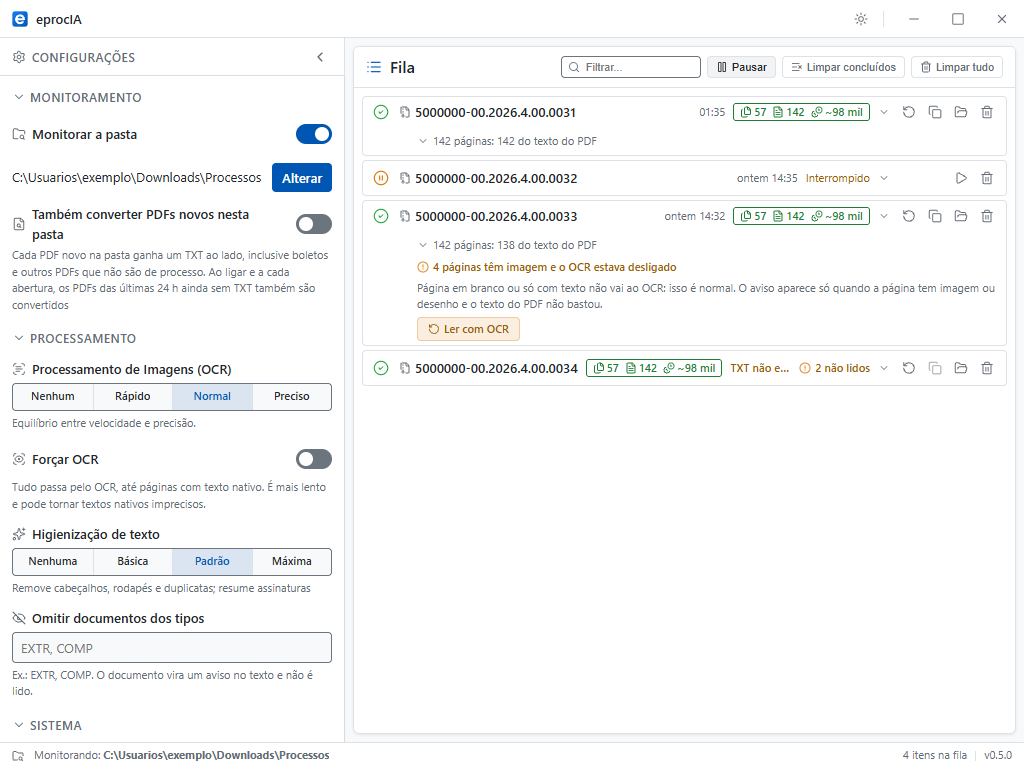 eprocIA
CONFIGURAÇÕES
MONITORAMENTO
Monitorar a pasta
C:\Usuarios\exemplo\Downloads\Processos
Alterar
Também converter PDFs novos nesta
pasta
Cada PDF novo na pasta ganha um TXT ao lado, inclusive boletos
e outros PDFs que não são de processo. Ao ligar e a cada
abertura, os PDFs das últimas 24 h ainda sem TXT também são
convertidos
PROCESSAMENTO
Processamento de Imagens (OCR)
Nenhum Rápido Normal Preciso
Equilíbrio entre velocidade e precisão.
Forçar OCR
Tudo passa pelo OCR, até páginas com texto nativo. É mais lento
e pode tornar textos nativos imprecisos.
Higienização de texto
Nenhuma Básica Padrão Máxima
Remove cabeçalhos, rodapés e duplicatas; resume assinaturas
Omitir documentos dos tipos
EXTR, COMP
Ex.: EXTR, COMP. O documento vira um aviso no texto e não é
lido.
SISTEMA
Fila
Filtrar...
Pausar
Limpar concluídos
Limpar tudo
5000000-00.2026.4.00.0031 01:35 57 142 ~98 mil
142 páginas: 142 do texto do PDF
5000000-00.2026.4.00.0032 ontem 14:35 Interrompido
5000000-00.2026.4.00.0033 ontem 14:32 57 142 ~98 mil
142 páginas: 138 do texto do PDF
4 páginas têm imagem e o OCR estava desligado
Página em branco ou só com texto não vai ao OCR: isso é normal. O aviso aparece só quando a página tem imagem ou
desenho e o texto do PDF não bastou.
Ler com OCR
5000000-00.2026.4.00.0034 57 142 ~98 mil TXT não e... 2 não lidos
Monitorando: C:\Usuarios\exemplo\Downloads\Processos
4 itens na fila
v0.5.0